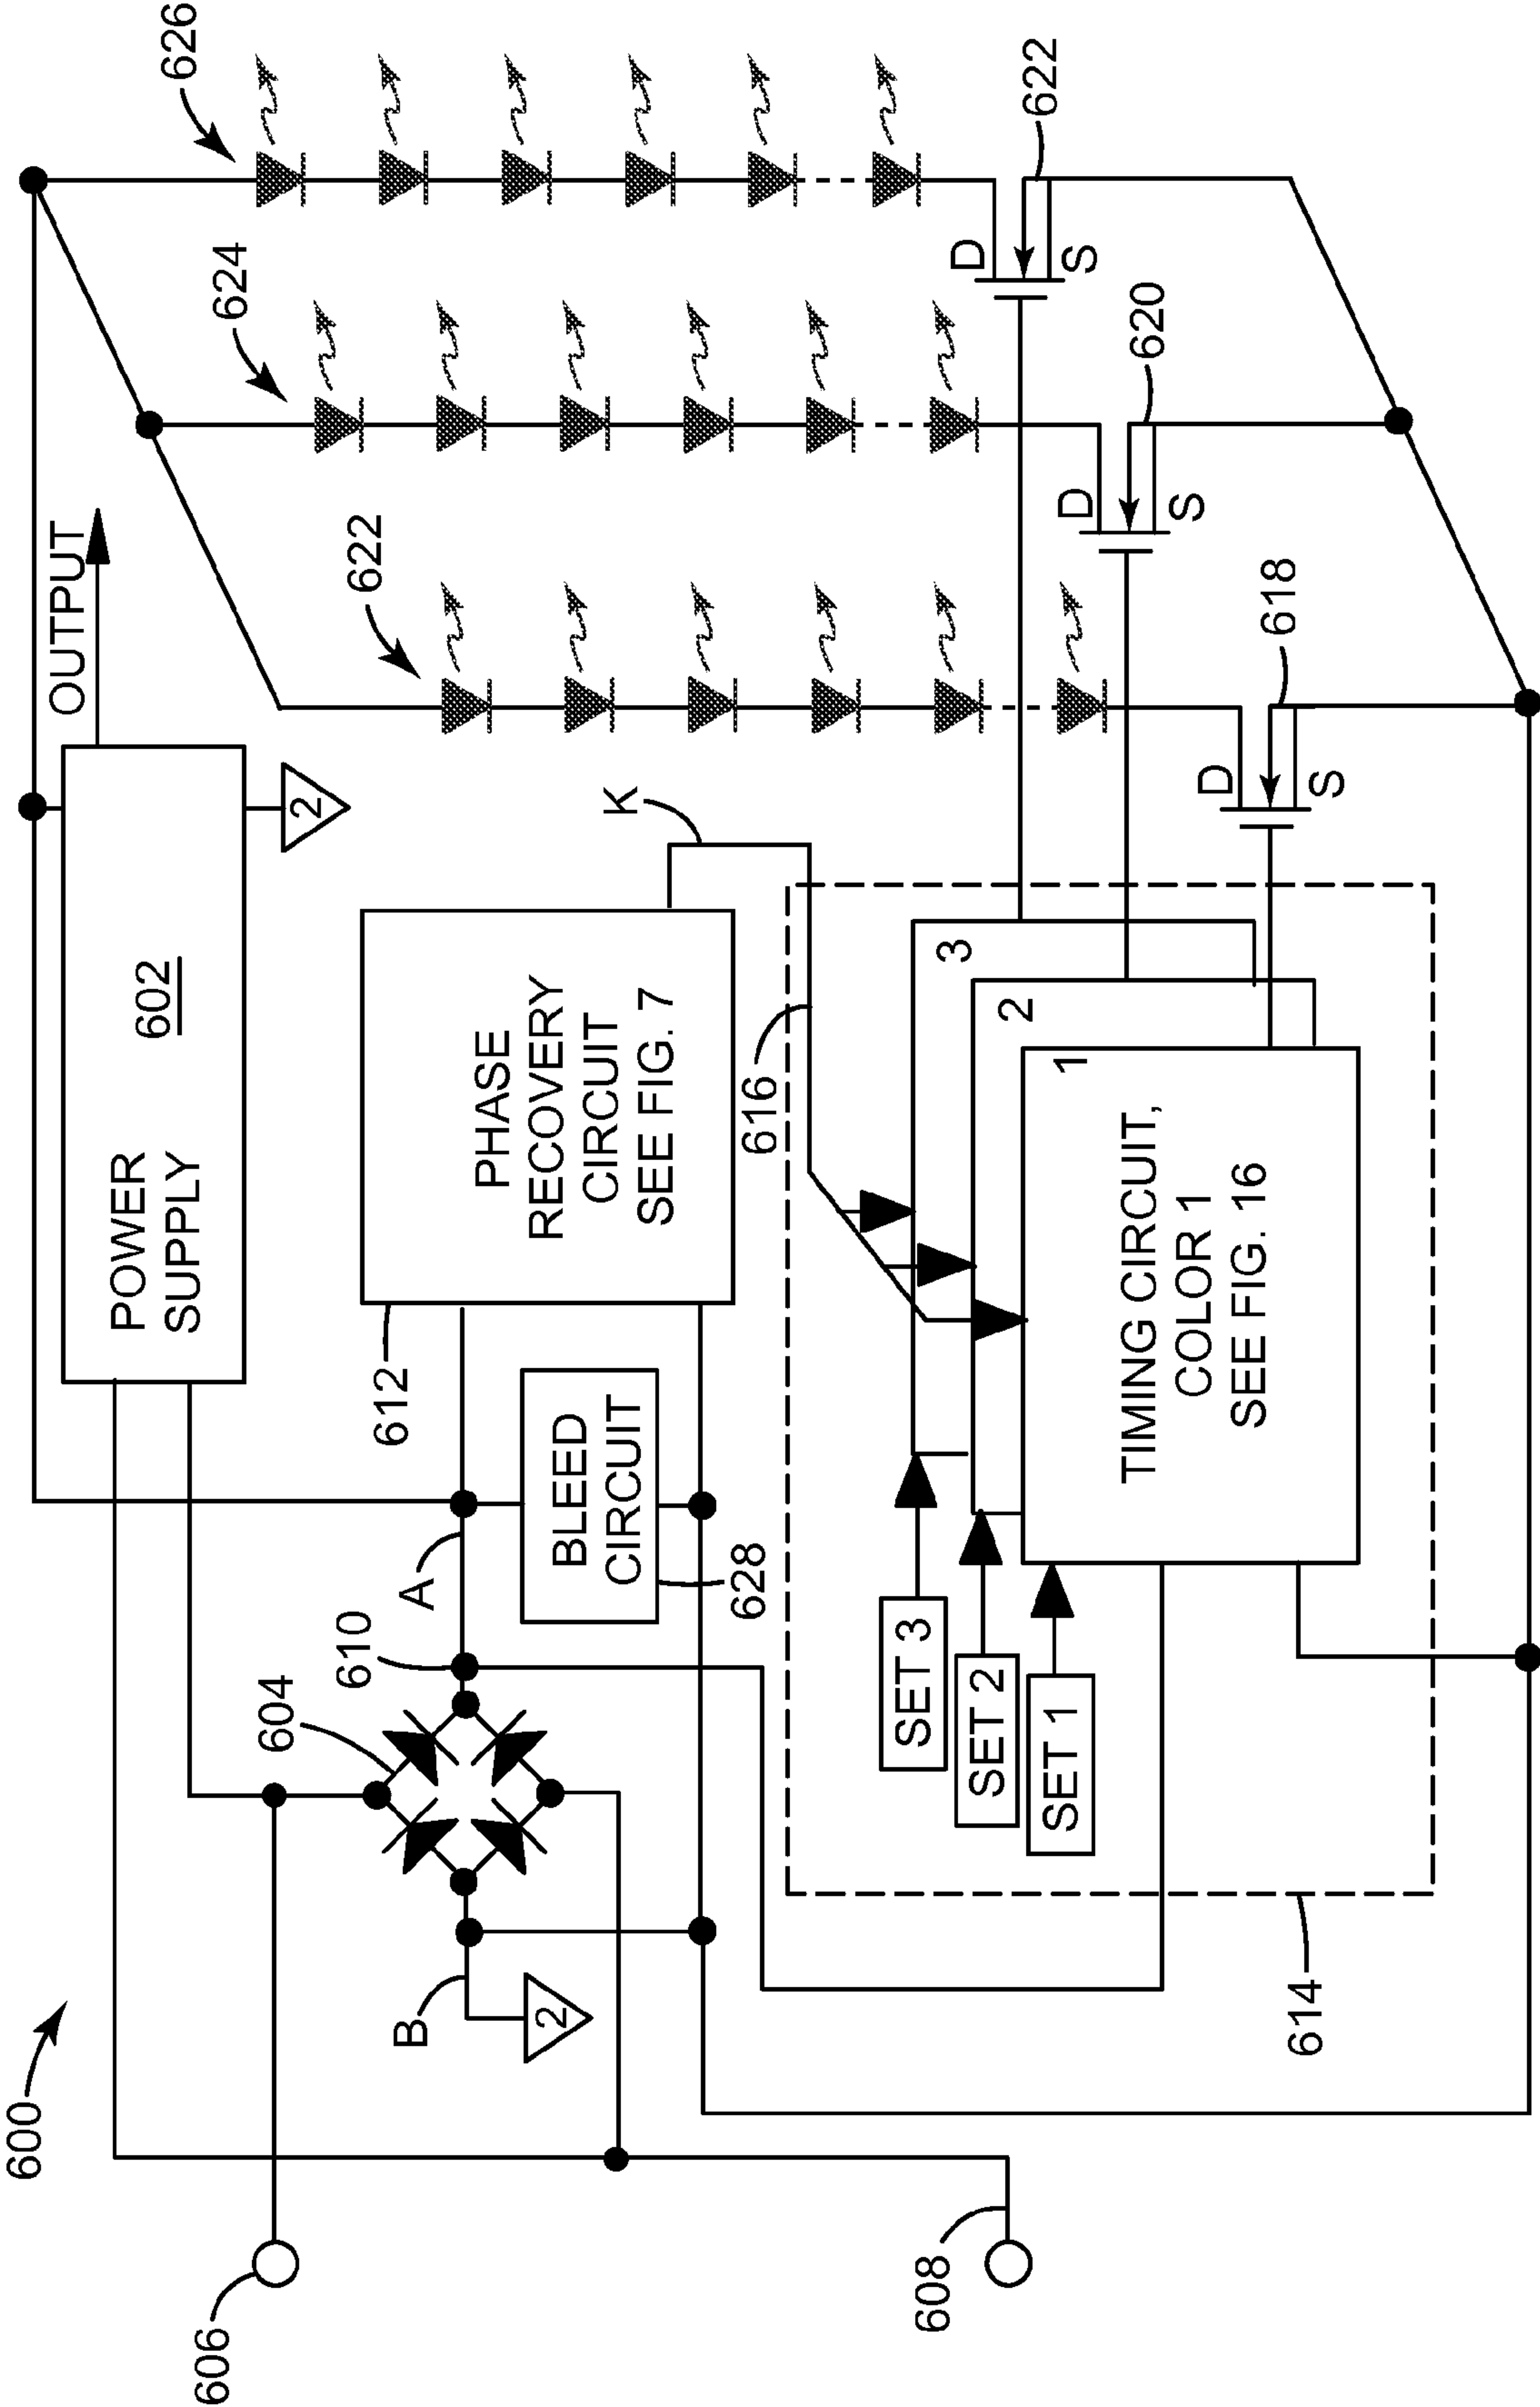 600
606
608
POWER
SUPPLY
602
OUTPUT
2
604
610
A
B
2
612
PHASE
RECOVERY
CIRCUIT
SEE FIG. 7
K
BLEED
CIRCUIT
628
616
614
SET 3
SET 2
SET 1
3
2
1
TIMING CIRCUIT,
COLOR 1
SEE FIG. 16
622
624
626
D
S
618
D
S
620
D
S
622